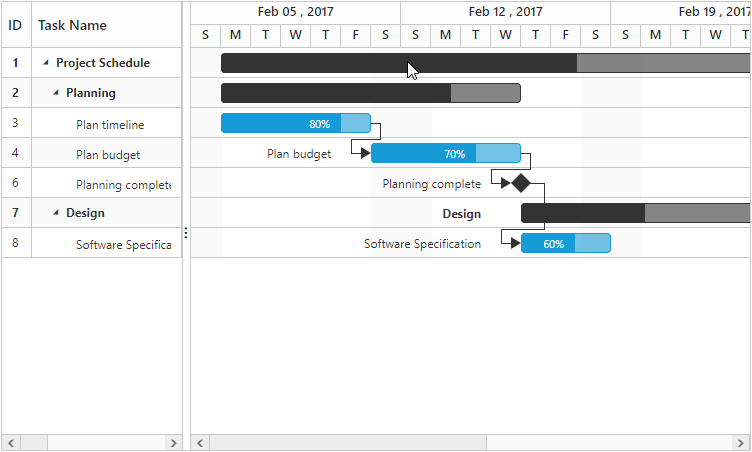 ID Task Name
Feb 05 , 2017 Feb 12 , 2017 Feb 19 , 2017
S M T W T F S S M T W T F S S M T W T
1 Project Schedule
2 Planning
3 Plan timeline 80%
4 Plan budget Plan budget 70%
6 Planning complete Planning complete
7 Design Design
8 Software Specifica Software Specification 60%